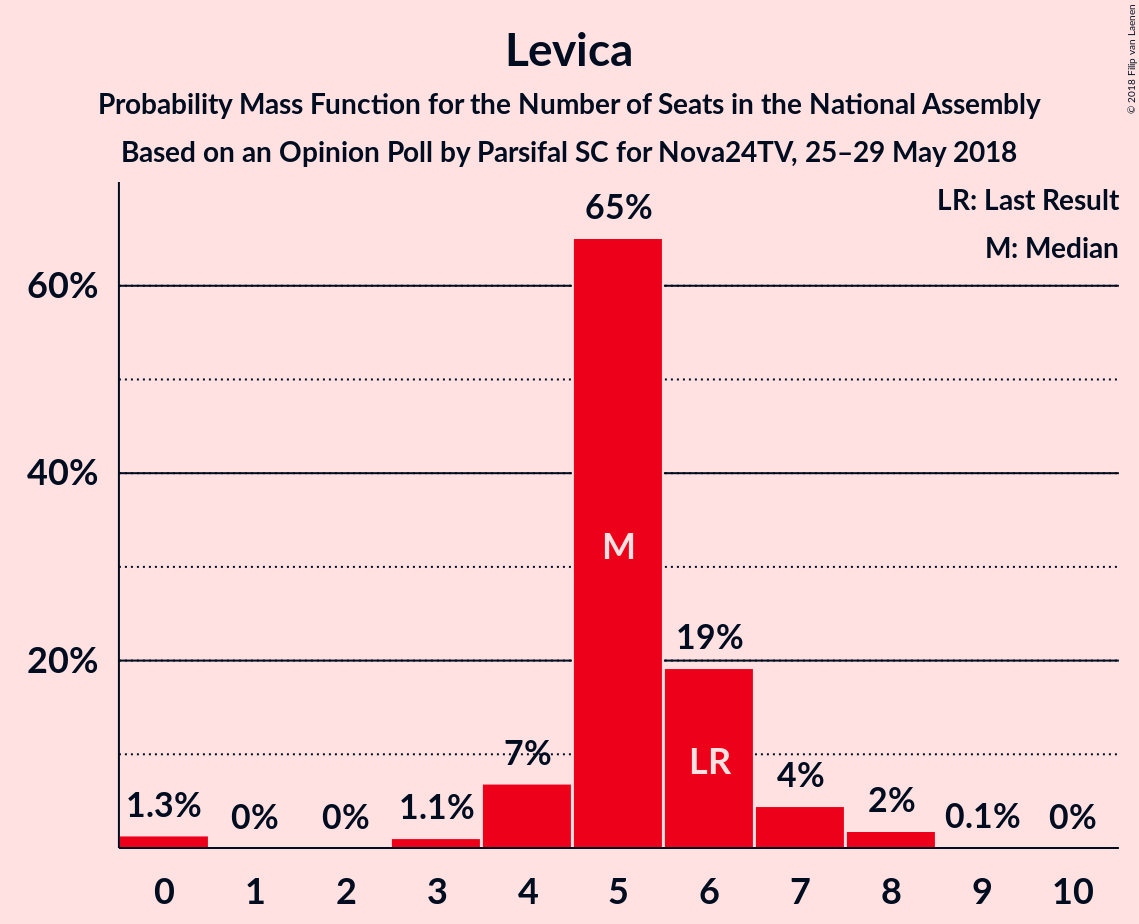 Levica
Probability Mass Function for the Number of Seats in the National Assembly
Based on an Opinion Poll by Parsifal SC for Nova24TV, 25–29 May 2018
© 2018 Filip van Laenen
LR: Last Result
M: Median
65%
60%
40%
M
19%
20%
LR
7%
4%
1.3%
0%
0%
1.1%
2%
0.1%
0%
0 1 2 3 4 5 6 7 8 9 10